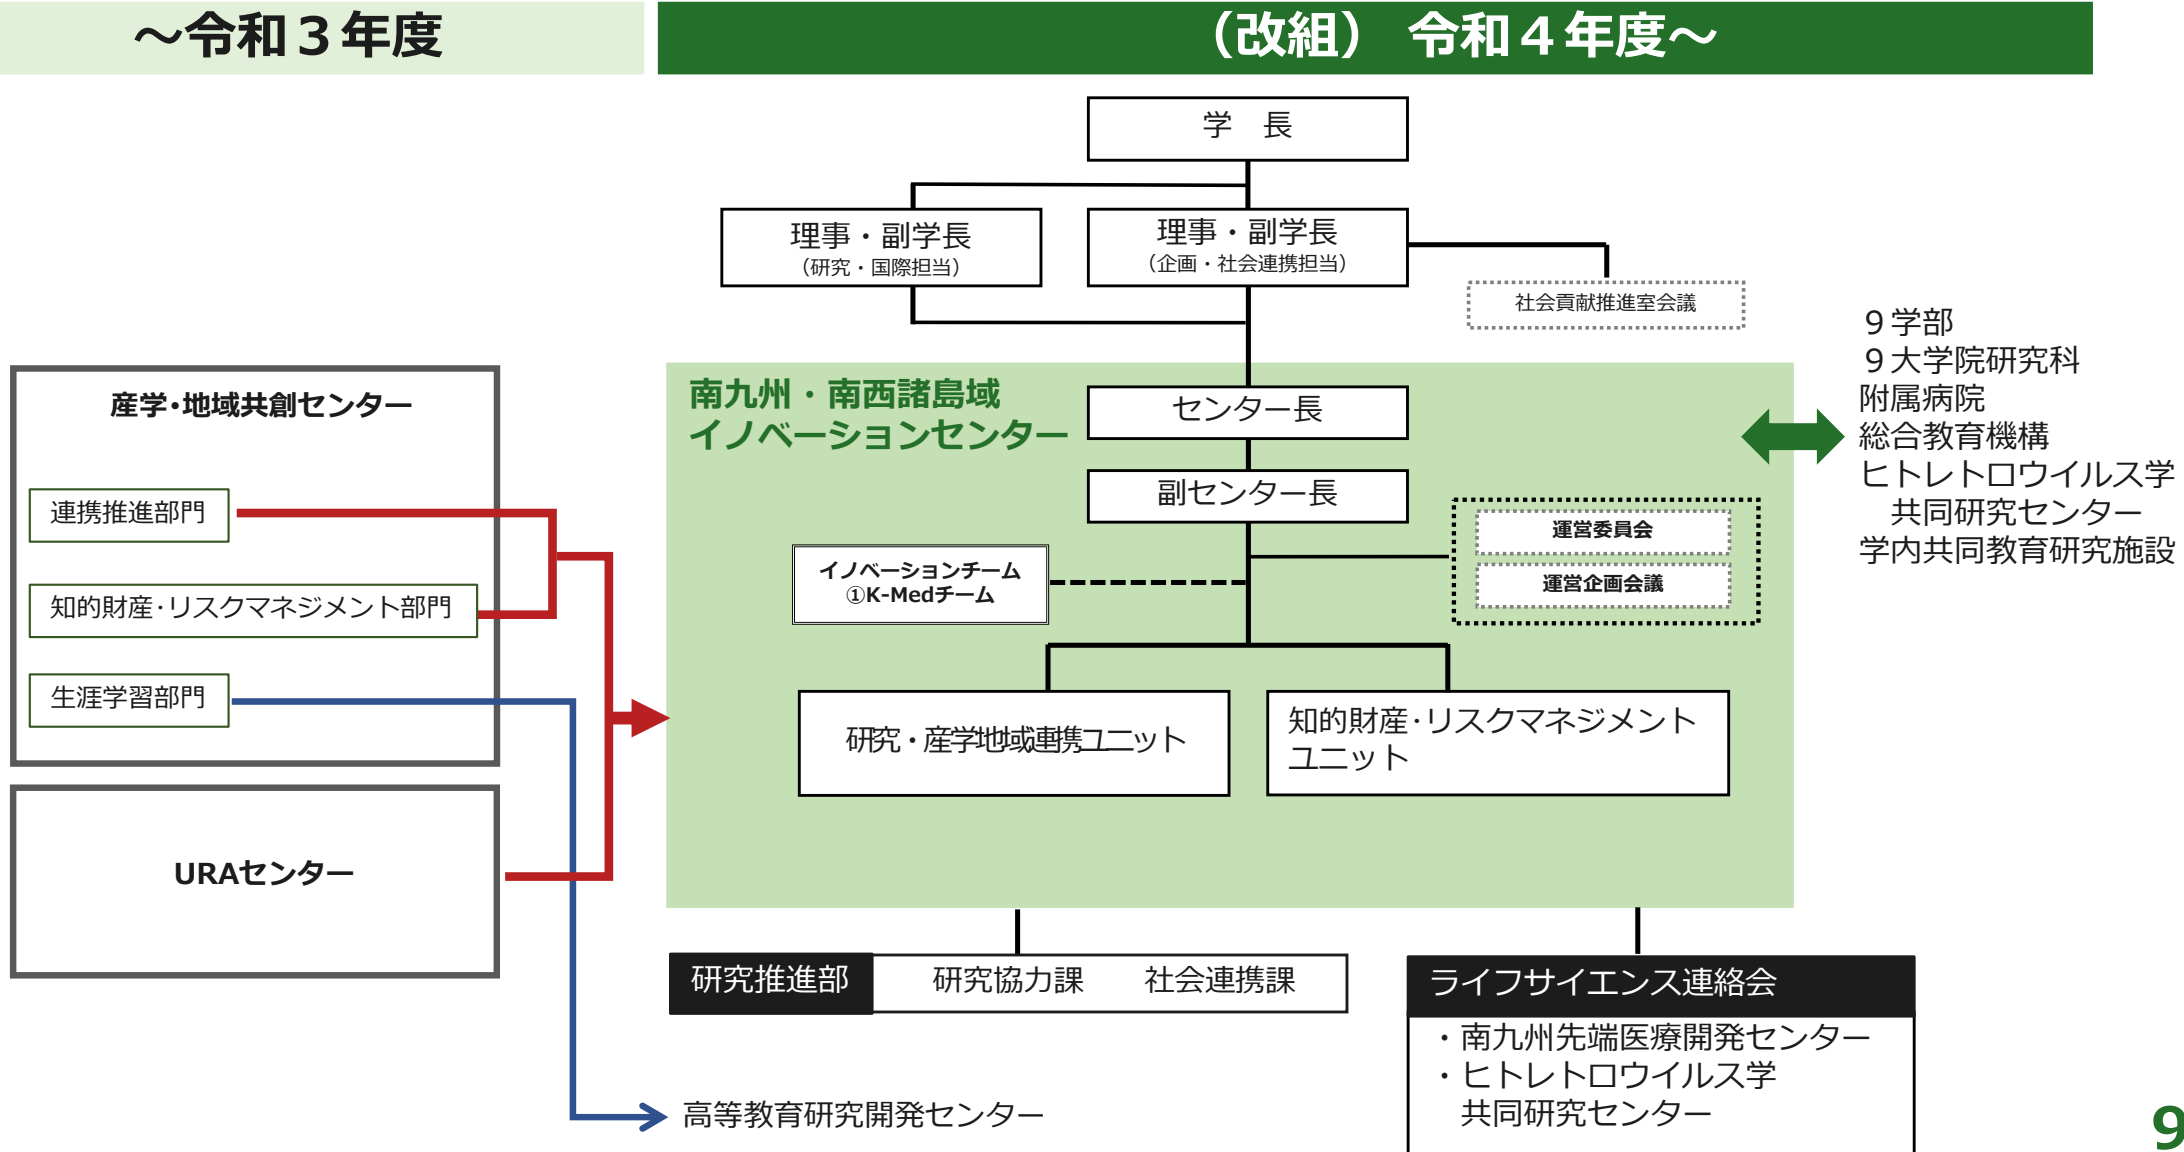 ～令和３年度
（改組） 令和４年度～
学　長
理事・副学長
（研究・国際担当）
理事・副学長
（企画・社会連携担当）
社会貢献推進室会議
産学･地域共創センター
連携推進部門
知的財産･リスクマネジメント部門
生涯学習部門
URAセンター
南九州・南西諸島域
イノベーションセンター
センター長
副センター長
イノベーションチーム
①K-Medチーム
運営委員会
運営企画会議
研究・産学地域連携ユニット
知的財産･リスクマネジメント
ユニット
９学部
９大学院研究科
附属病院
総合教育機構
ヒトレトロウイルス学
共同研究センター
学内共同教育研究施設
研究推進部
研究協力課　社会連携課
ライフサイエンス連絡会
・南九州先端医療開発センター
・ヒトレトロウイルス学
共同研究センター
高等教育研究開発センター
9